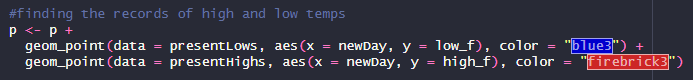 #finding the records of high and low temps
p <- p +
geom_point(data = presentLows, aes(x = newDay, y = low_f), color = "blue3") +
geom_point(data = presentHighs, aes(x = newDay, y = high_f), color = "firebrick3")